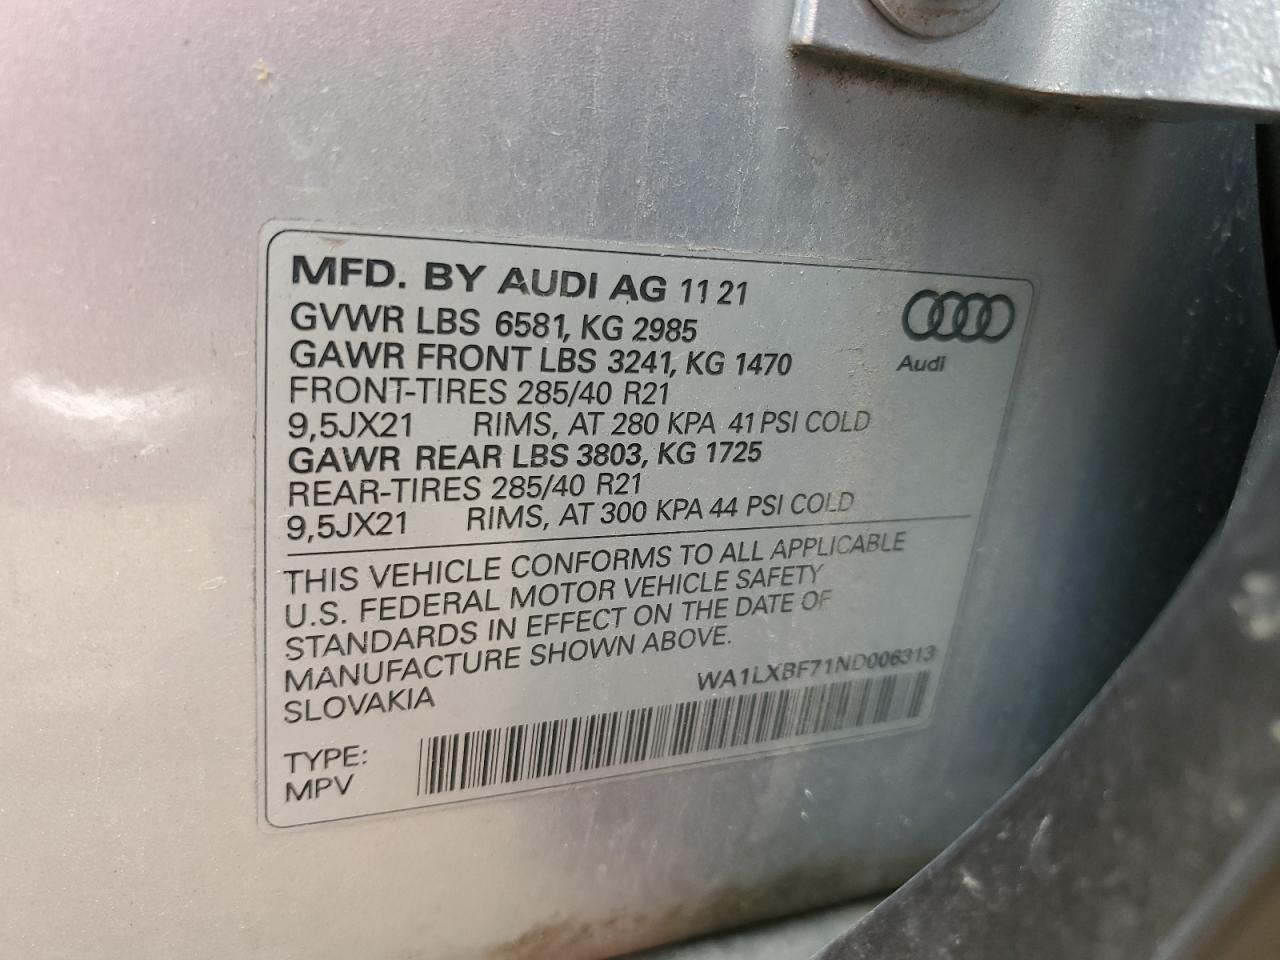 MFD. BY AUDI AG 11 21
GVWR LBS 6581, KG 2985
GAWR FRONT LBS 3241, KG 1470
FRONT-TIRES 285/40 R21
9,5JX21 RIMS, AT 280 KPA 41 PSI COLD
GAWR REAR LBS 3803, KG 1725
REAR-TIRES 285/40 R21
9,5JX21 RIMS, AT 300 KPA 44 PSI COLD
Audi
THIS VEHICLE CONFORMS TO ALL APPLICABLE
U.S. FEDERAL MOTOR VEHICLE SAFETY
STANDARDS IN EFFECT ON THE DATE OF
MANUFACTURE SHOWN ABOVE.
SLOVAKIA
WA1LXBF71ND006313
TYPE:
MPV